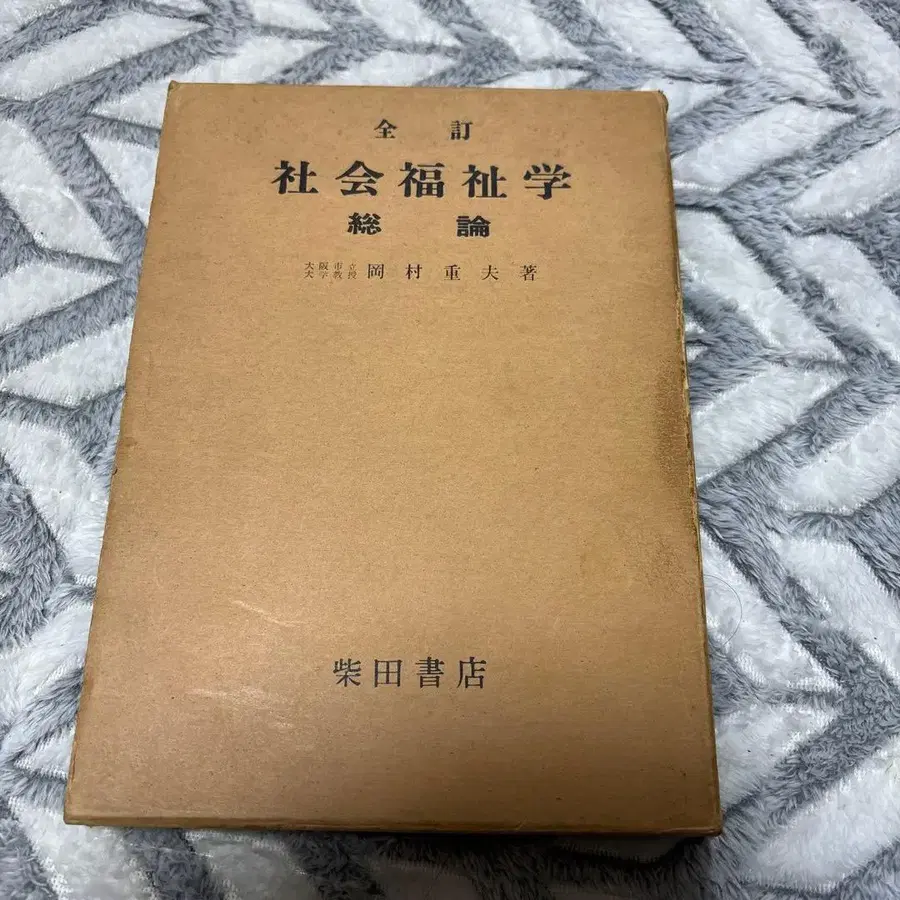 全訂
社会福祉学
総論
大阪市立
大学教授 岡村重夫著
柴田書店